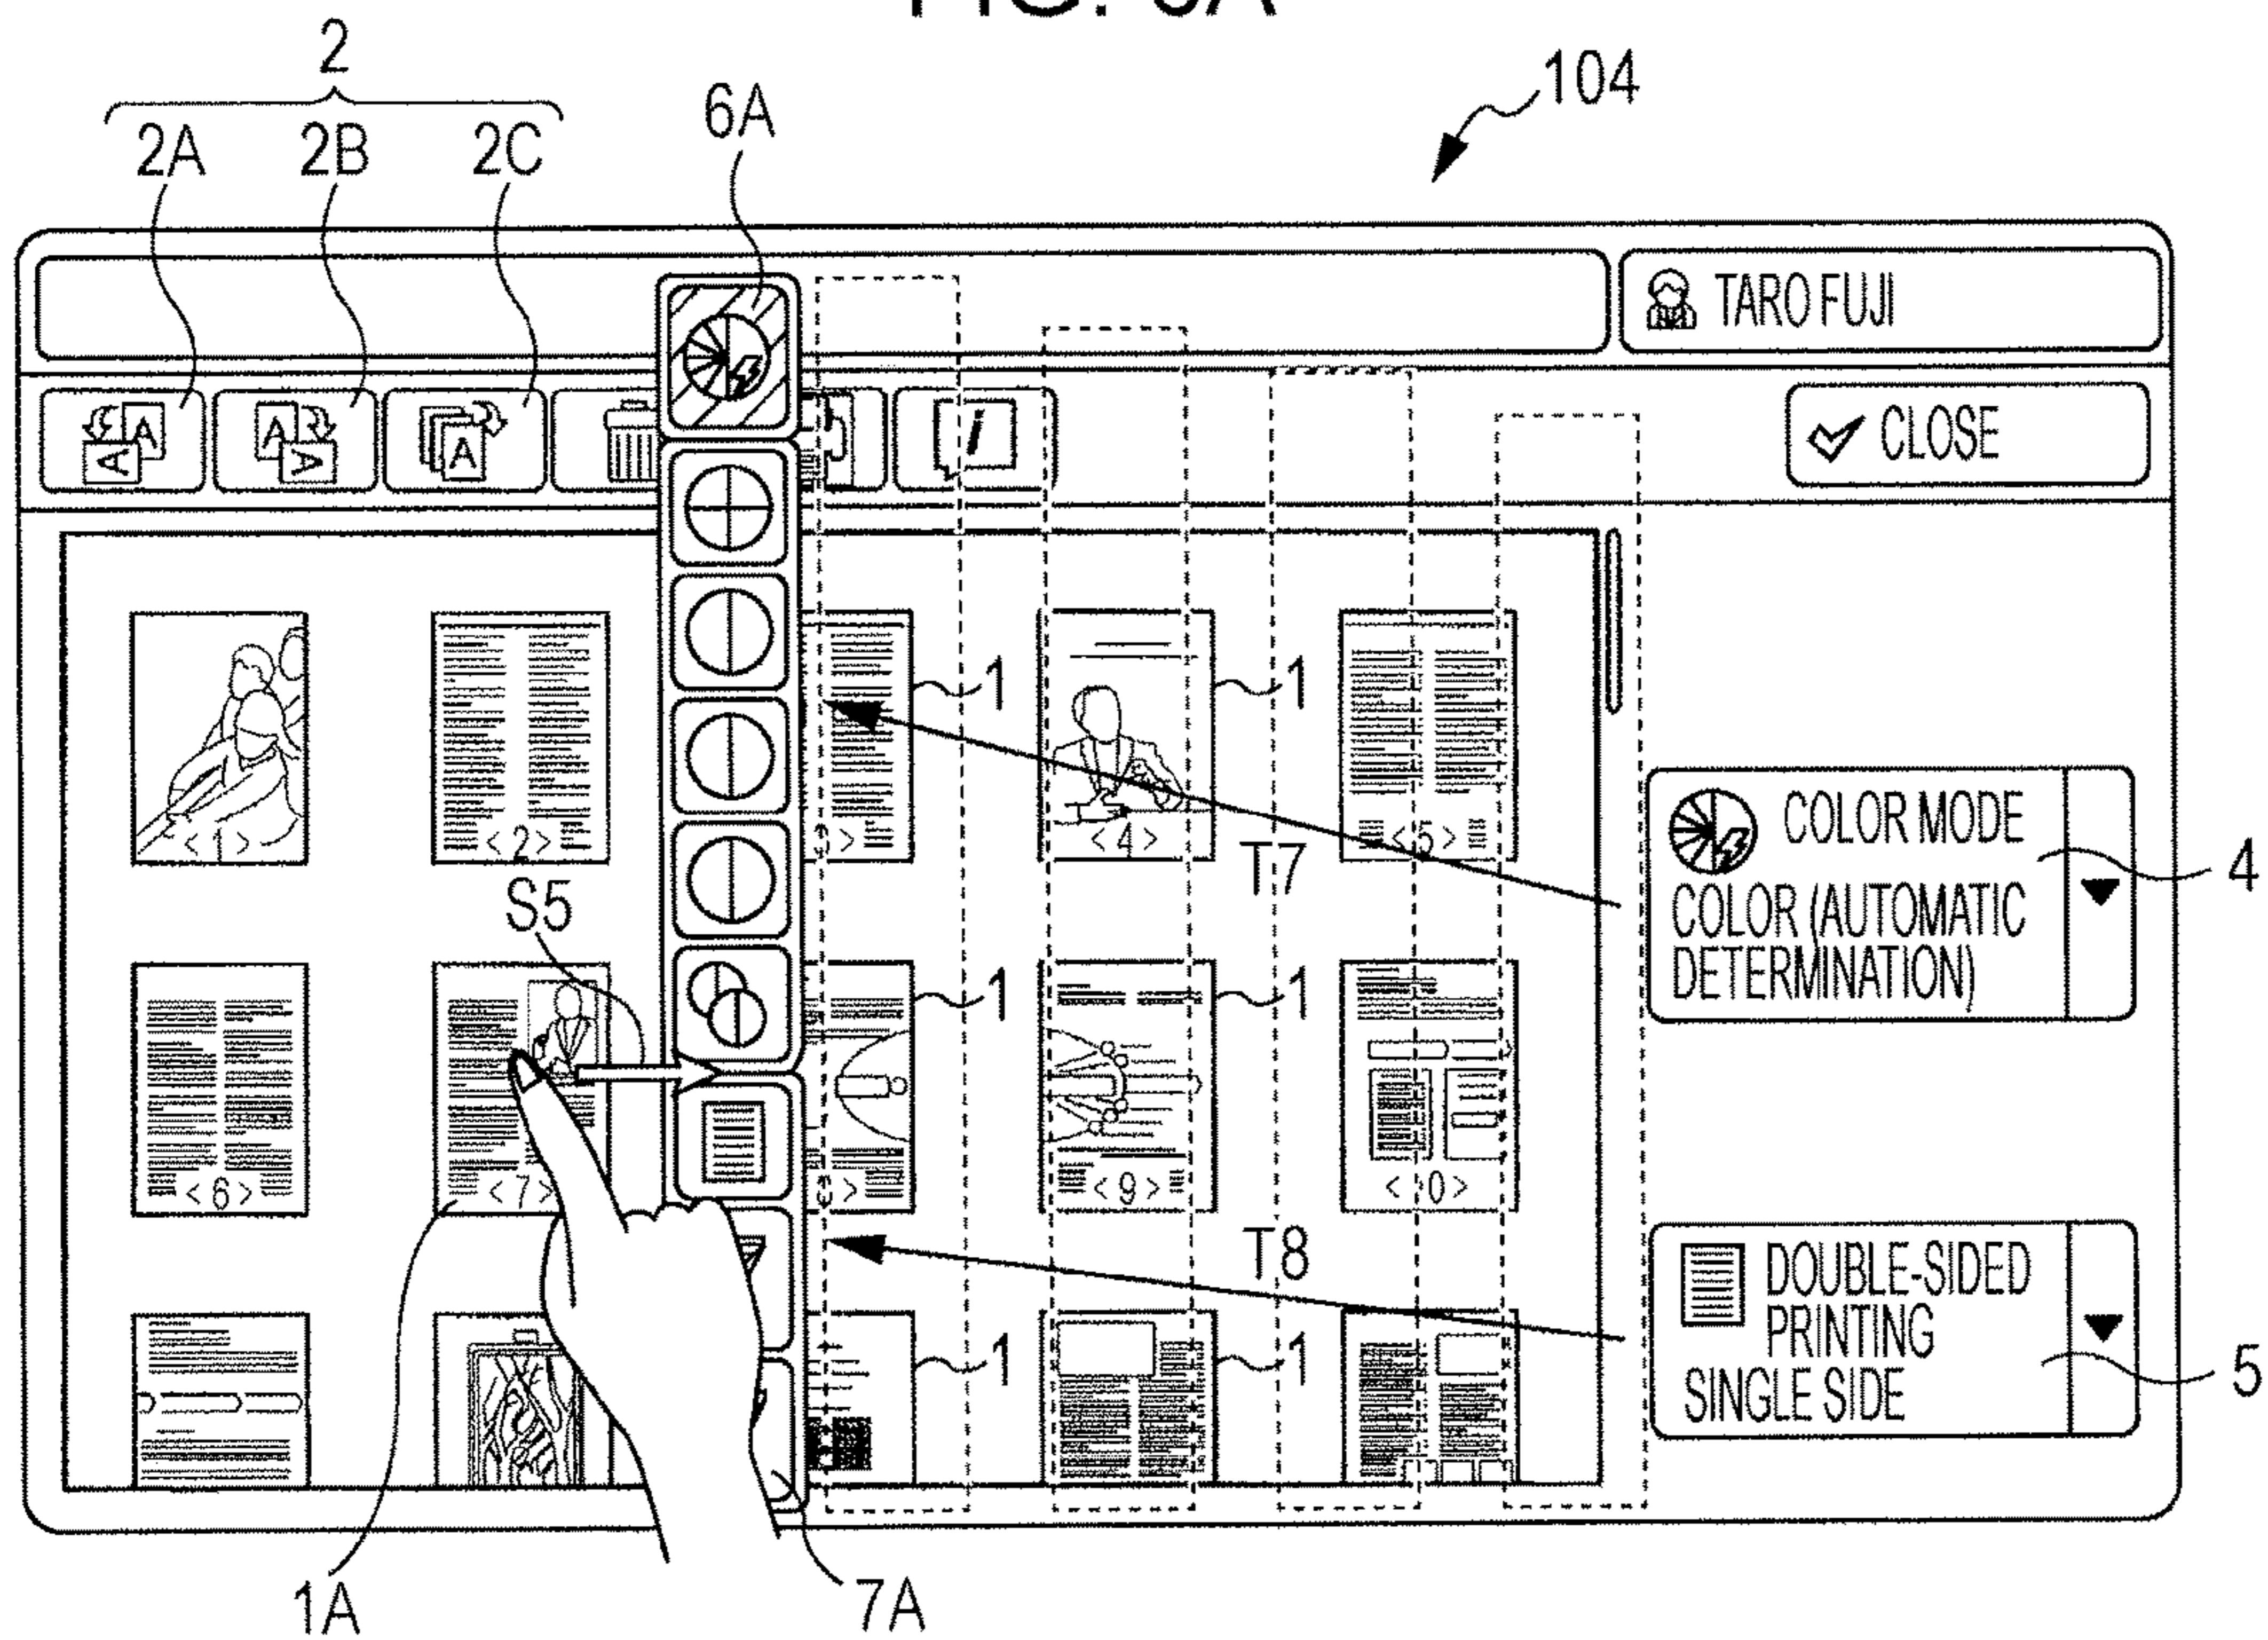 2
104
6A
2A 2B 2C
TARO FUJI
CLOSE
1
1
<1>
<2>
<4>
<5>
T7
COLOR MODE
COLOR (AUTOMATIC
DETERMINATION)
4
S5
1
1
<6>
<7>
<9>
T8
DOUBLE-SIDED
PRINTING
SINGLE SIDE
5
1
1
1A
7A